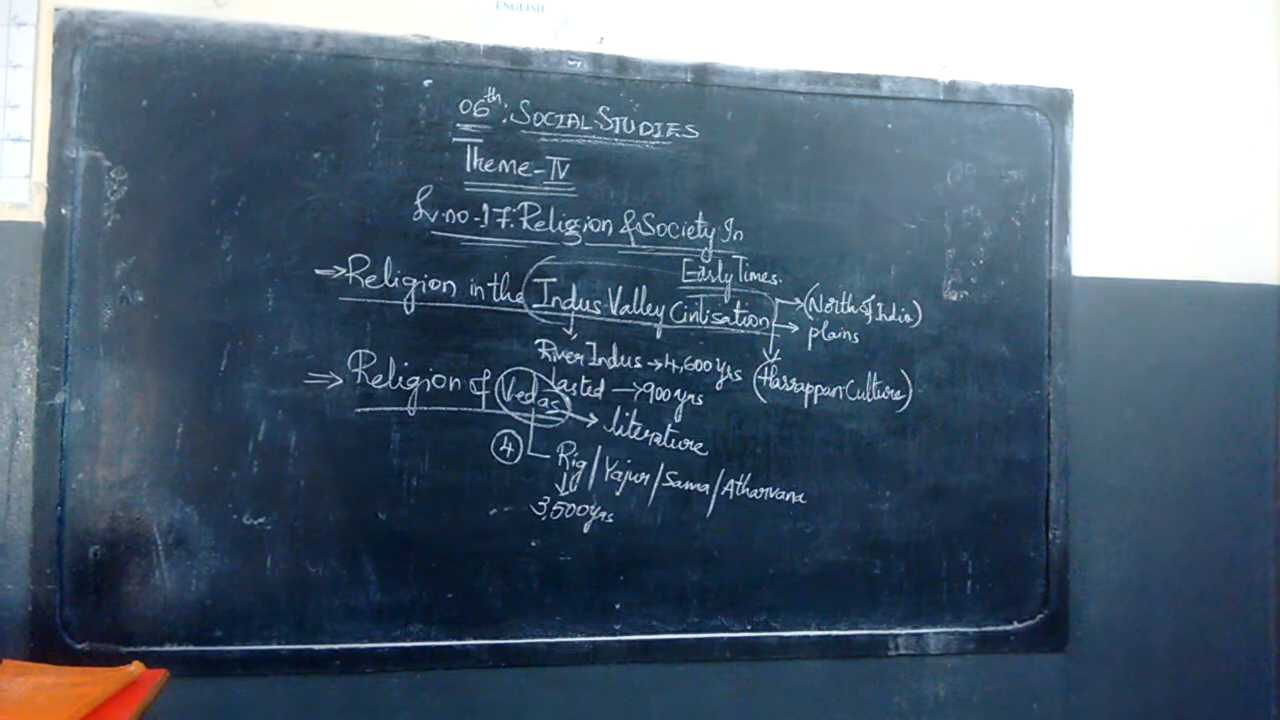 ENGLISH
06th: SOCIAL STUDIES
Theme-IV
Lv.no-17: Religion & Society In
Early Times.
⇒ Religion in the Indus Valley Civilisation → (North of India)
→ plains
River Indus → 4,600 yrs (Harappan Culture)
lasted → 900 yrs
⇒ Religion of Vedas → literature
④ Rig / Yajur / Sama / Atharvana
3,500 yrs